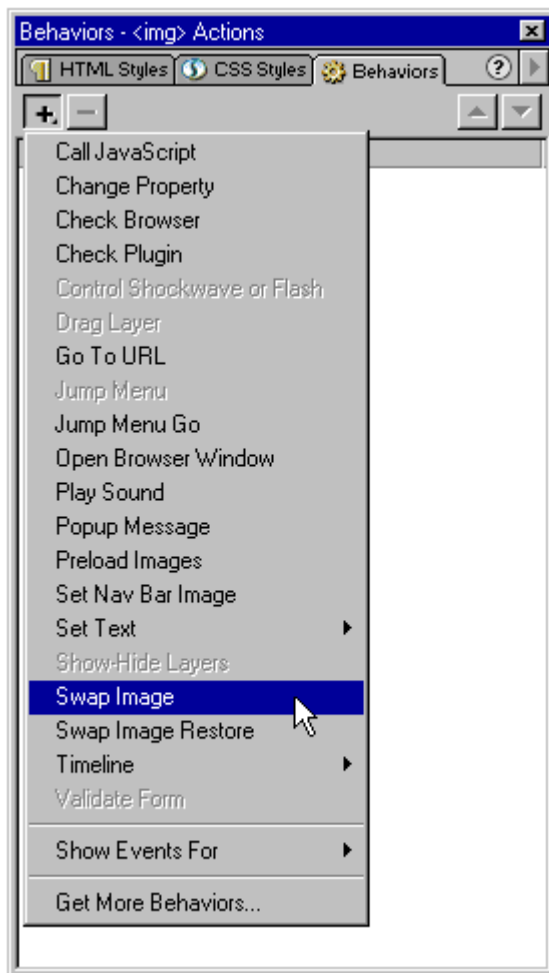 Behaviors - <img> Actions
HTML Styles CSS Styles Behaviors ?
Call JavaScript
Change Property
Check Browser
Check Plugin
Control Shockwave or Flash
Drag Layer
Go To URL
Jump Menu
Jump Menu Go
Open Browser Window
Play Sound
Popup Message
Preload Images
Set Nav Bar Image
Set Text
Show-Hide Layers
Swap Image
Swap Image Restore
Timeline
Validate Form
Show Events For
Get More Behaviors...